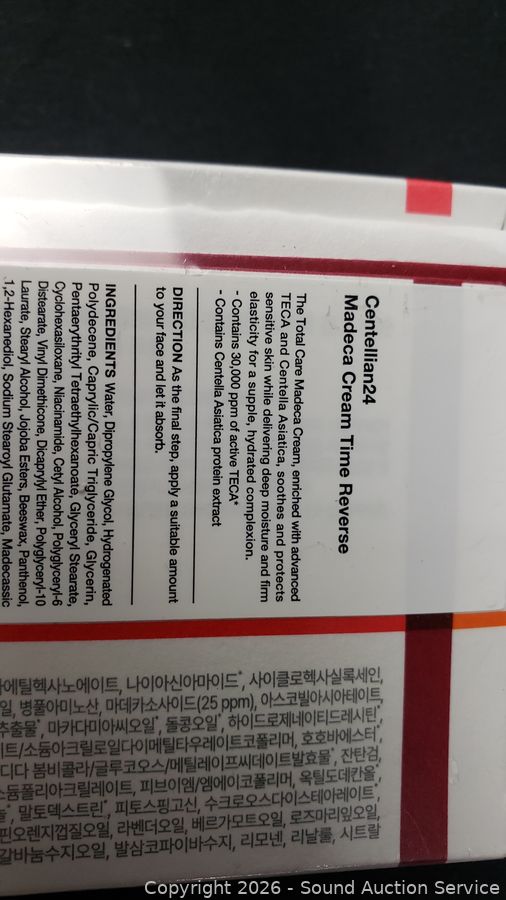 Centellian24
Madeca Cream Time Reverse
The Total Care Madeca Cream, enriched with advanced
TECA and Centella Asiatica, soothes and protects
sensitive skin while delivering deep moisture and firm
elasticity for a supple, hydrated complexion.
- Contains 30,000 ppm of active TECA*
- Contains Centella Asiatica protein extract
DIRECTION As the final step, apply a suitable amount
to your face and let it absorb.
INGREDIENTS Water, Dipropylene Glycol, Hydrogenated
Polydecene, Caprylic/Capric Triglyceride, Glycerin,
Pentaerythrityl Tetraethylhexanoate, Glyceryl Stearate,
Cyclohexasiloxane, Niacinamide, Cetyl Alcohol, Polyglyceryl-6
Distearate, Vinyl Dimethicone, Dicaprylyl Ether, Polyglyceryl-10
Laurate, Stearyl Alcohol, Jojoba Esters, Beeswax, Panthenol,
1,2-Hexanediol, Sodium Stearoyl Glutamate, Madecassic
에틸헥사노에이트, 나이아신아마이드*, 사이클로헥사실록세인,
병풀아미노산, 마데카소사이드(25 ppm), 아스코빌아시아테이트,
추출물*, 마카다미아씨오일*, 돌콩오일*, 하이드로제네이티드레시틴*,
이트/소듐아크릴로일다이메틸타우레이트코폴리머, 호호바에스터*,
디다 봄비콜라/글루코오스/메틸레이프씨데이트발효물*, 잔탄검,
소듐폴리아크릴레이트, 피브이엠/엠에이코폴리머, 옥틸도데칸올*,
말토덱스트린*, 피토스핑고신, 수크로오스다이스테아레이트*,
핀오렌지껍질오일, 라벤더오일, 베르가모트오일, 로즈마리잎오일,
갈바눔수지오일, 발삼코파이바수지, 리모넨, 리날룰, 시트랄
Copyright 2026 - Sound Auction Service